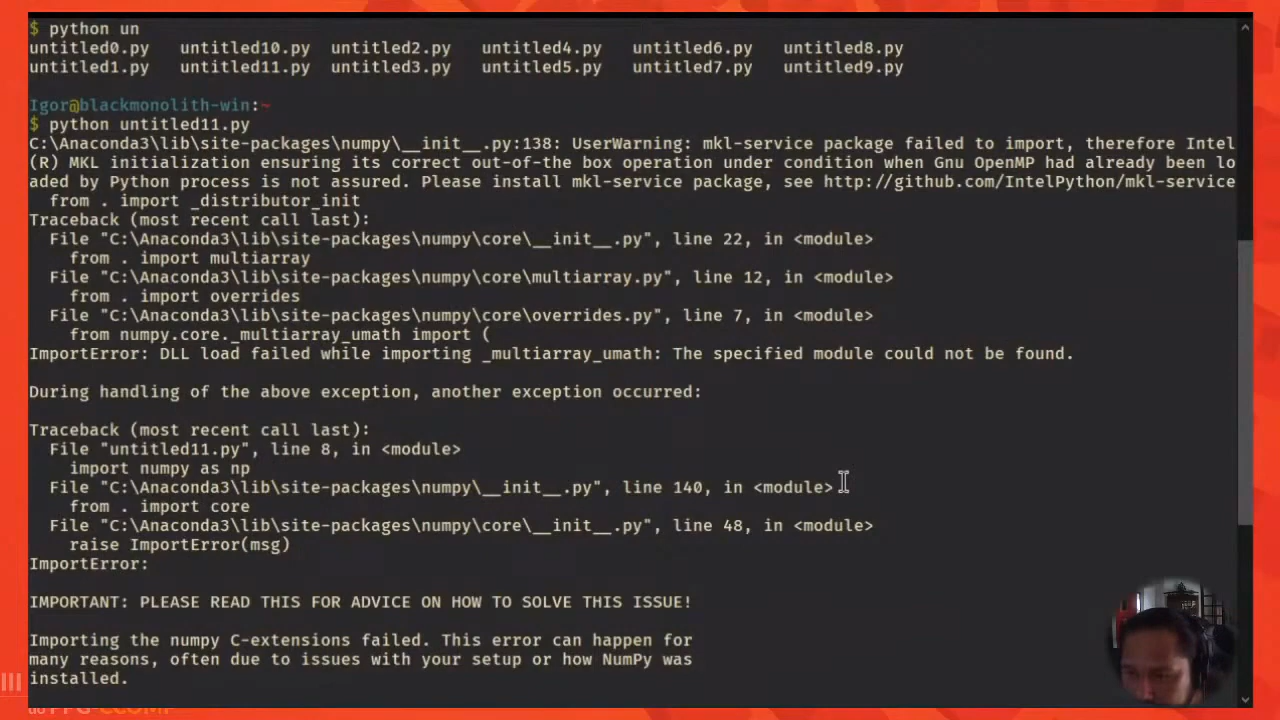 $ python un
untitled0.py   untitled10.py  untitled2.py   untitled4.py   untitled6.py   untitled8.py
untitled1.py   untitled11.py  untitled3.py   untitled5.py   untitled7.py   untitled9.py
Igor@blackmonolith-win:~
$ python untitled11.py
C:\Anaconda3\lib\site-packages\numpy\__init__.py:138: UserWarning: mkl-service package failed to import, therefore Intel
(R) MKL initialization ensuring its correct out-of-the box operation under condition when Gnu OpenMP had already been lo
aded by Python process is not assured. Please install mkl-service package, see http://github.com/IntelPython/mkl-service
  from . import _distributor_init
Traceback (most recent call last):
  File "C:\Anaconda3\lib\site-packages\numpy\core\__init__.py", line 22, in <module>
    from . import multiarray
  File "C:\Anaconda3\lib\site-packages\numpy\core\multiarray.py", line 12, in <module>
    from . import overrides
  File "C:\Anaconda3\lib\site-packages\numpy\core\overrides.py", line 7, in <module>
    from numpy.core._multiarray_umath import (
ImportError: DLL load failed while importing _multiarray_umath: The specified module could not be found.
During handling of the above exception, another exception occurred:
Traceback (most recent call last):
  File "untitled11.py", line 8, in <module>
    import numpy as np
  File "C:\Anaconda3\lib\site-packages\numpy\__init__.py", line 140, in <module>
    from . import core
  File "C:\Anaconda3\lib\site-packages\numpy\core\__init__.py", line 48, in <module>
    raise ImportError(msg)
ImportError:
IMPORTANT: PLEASE READ THIS FOR ADVICE ON HOW TO SOLVE THIS ISSUE!
Importing the numpy C-extensions failed. This error can happen for
many reasons, often due to issues with your setup or how NumPy was
installed.